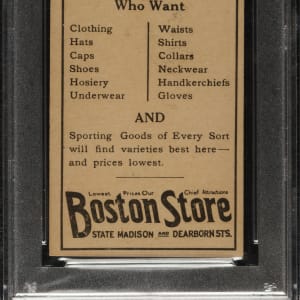 Who Want
Clothing Waists
Hats Shirts
Caps Collars
Shoes Neckwear
Hosiery Handkerchiefs
Underwear Gloves
AND
Sporting Goods of Every Sort
will find varieties best here—
and prices lowest.
Lowest Prices Our Chief Attractions
Boston Store
STATE MADISON AND DEARBORN STS.